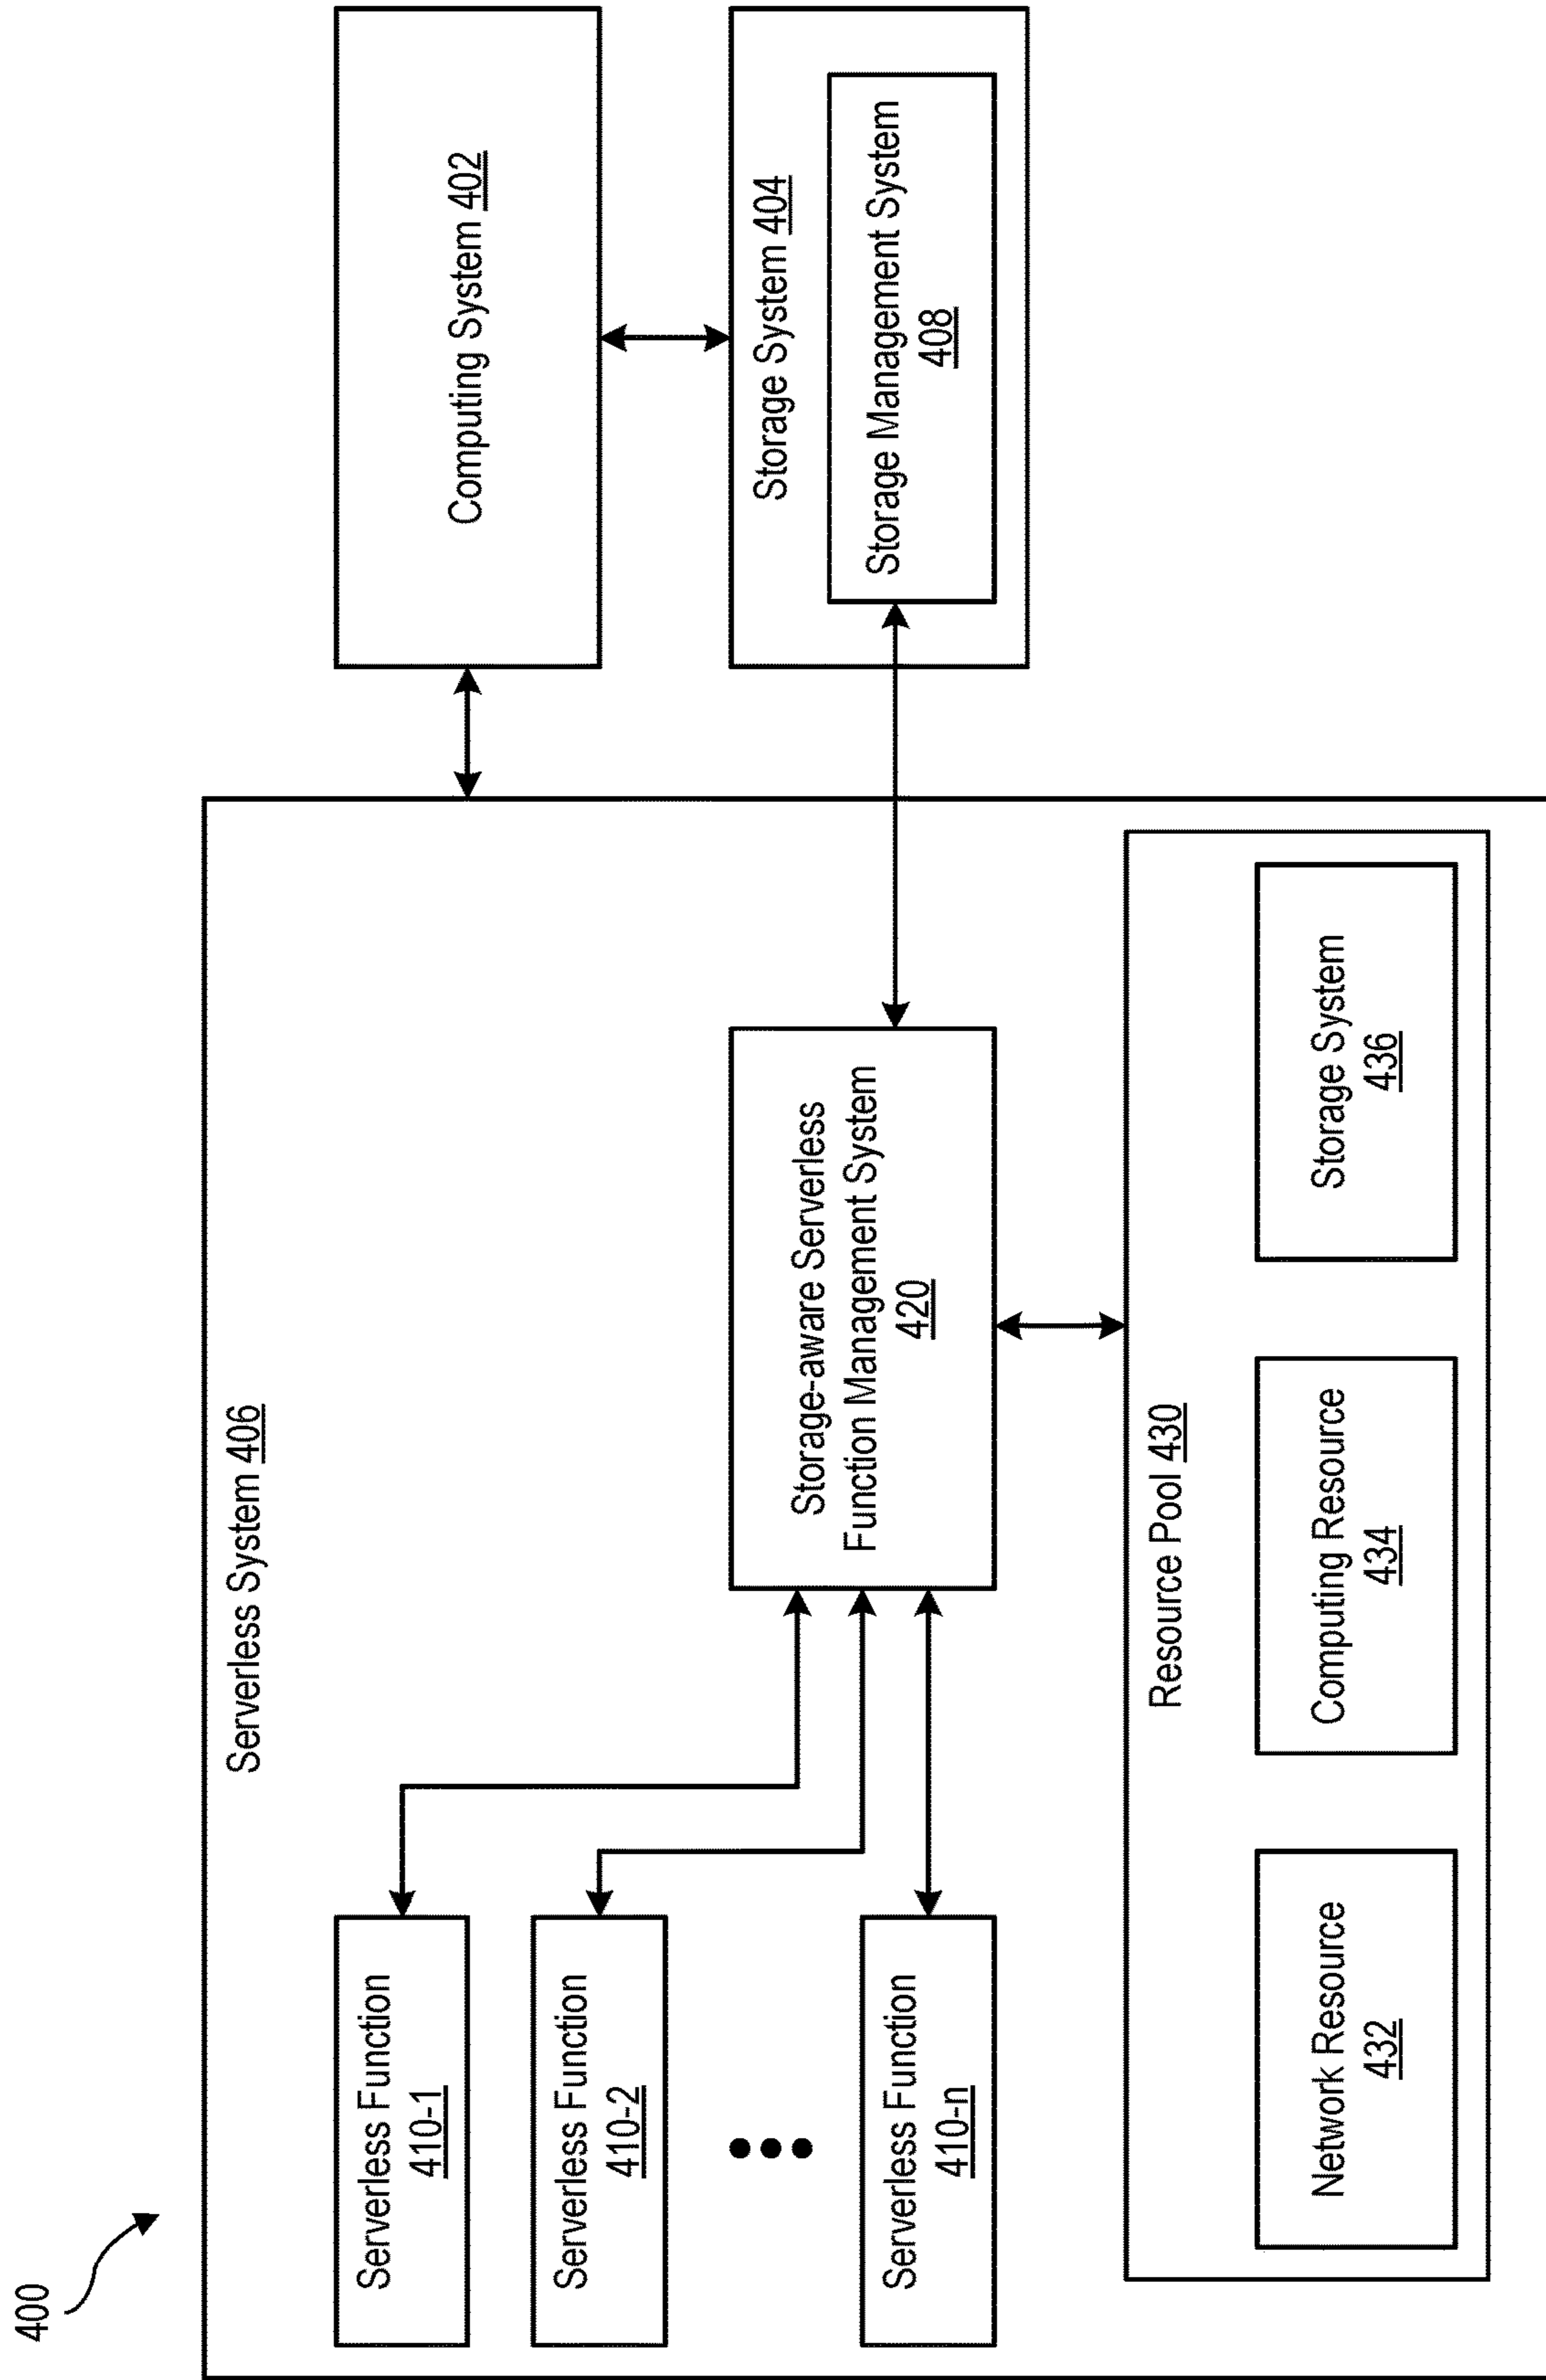 400
Serverless System 406
Serverless Function
410-1
Serverless Function
410-2
Serverless Function
410-n
Storage-aware Serverless
Function Management System
420
Resource Pool 430
Network Resource
432
Computing Resource
434
Storage System
436
Computing System 402
Storage System 404
Storage Management System
408